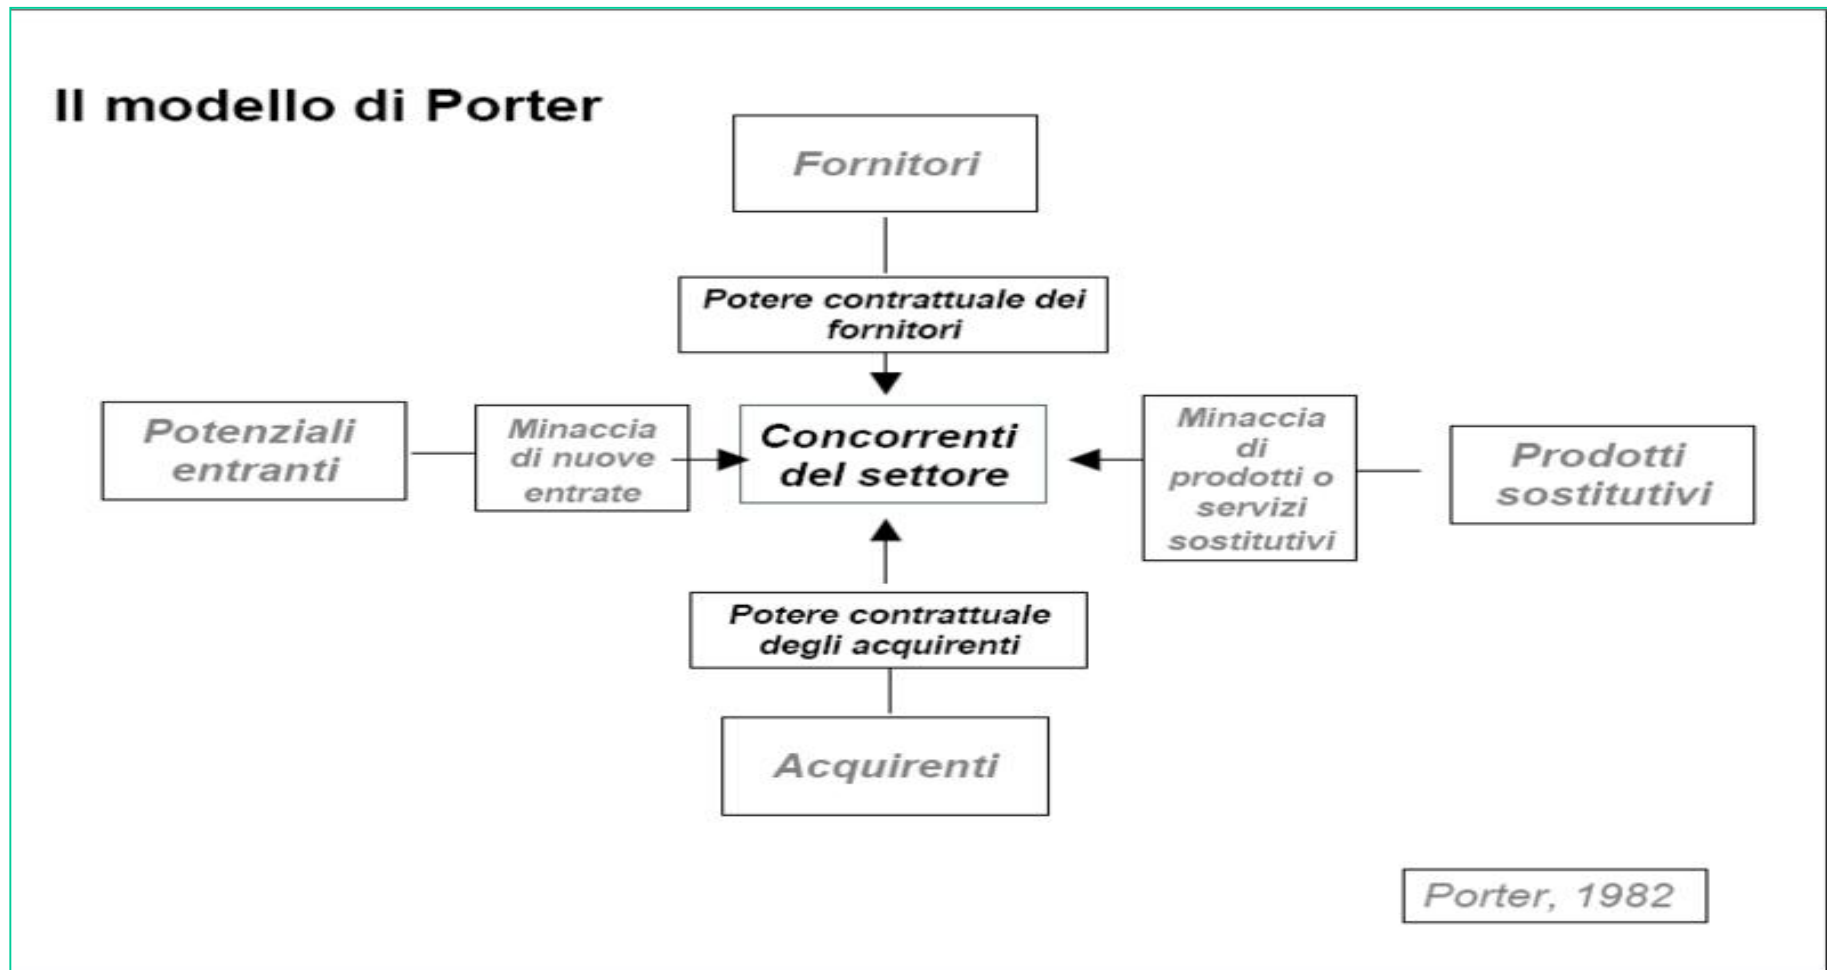 Il modello di Porter
Fornitori
Potere contrattuale dei
fornitori
Potenziali
entranti
Minaccia
di nuove
entrate
Concorrenti
del settore
Minaccia
di
prodotti o
servizi
sostitutivi
Prodotti
sostitutivi
Potere contrattuale
degli acquirenti
Acquirenti
Porter, 1982